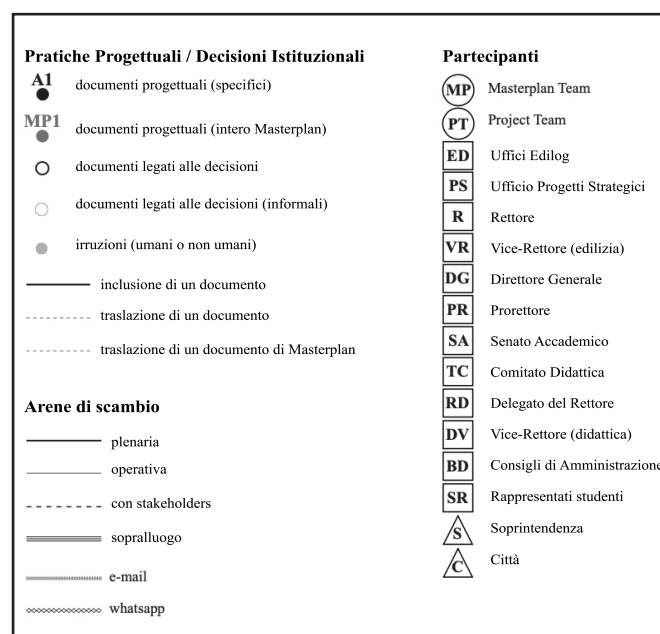 Pratiche Progettuali / Decisioni Istituzionali
A1
documenti progettuali (specifici)
MP1
documenti progettuali (intero Masterplan)
documenti legati alle decisioni
documenti legati alle decisioni (informali)
irruzioni (umani o non umani)
inclusione di un documento
traslazione di un documento
traslazione di un documento di Masterplan
Arene di scambio
plenaria
operativa
con stakeholders
sopralluogo
e-mail
whatsapp
Partecipanti
MP Masterplan Team
PT Project Team
ED Uffici Edilog
PS Ufficio Progetti Strategici
R Rettore
VR Vice-Rettore (edilizia)
DG Direttore Generale
PR Prorettore
SA Senato Accademico
TC Comitato Didattica
RD Delegato del Rettore
DV Vice-Rettore (didattica)
BD Consigli di Amministrazione
SR Rappresentati studenti
S Soprintendenza
C Città